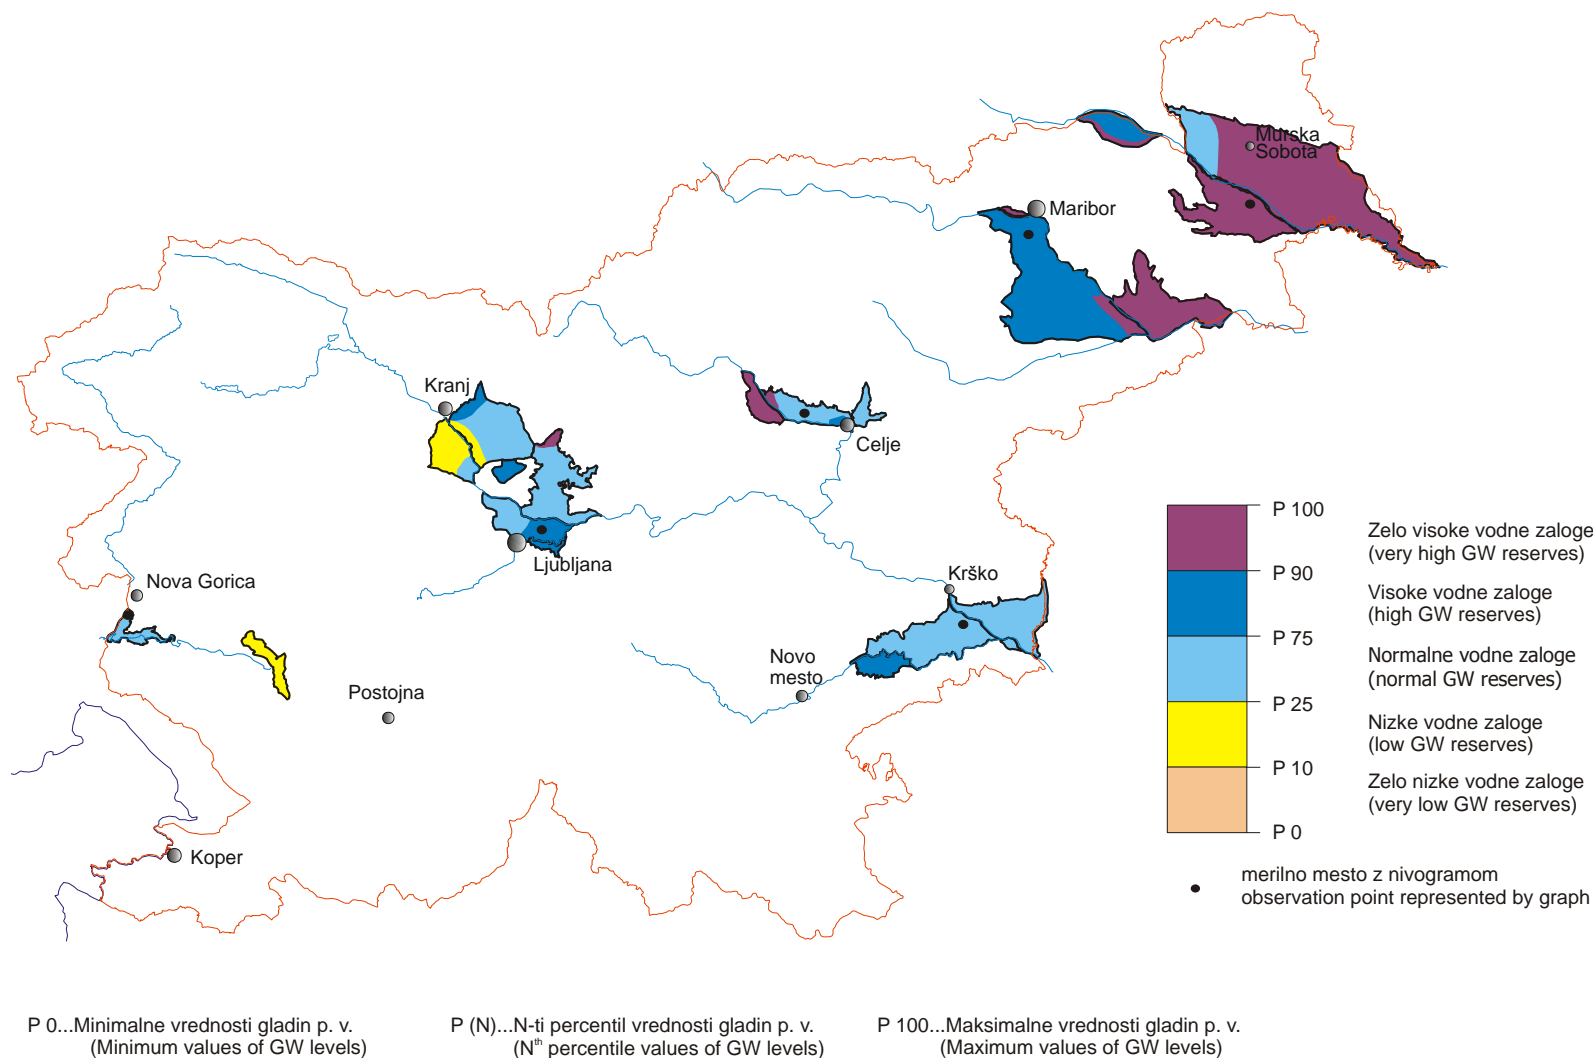 Murska
Sobota
Maribor
Kranj
Celje
Ljubljana
Nova Gorica
Krško
Novo
mesto
Postojna
Koper
P 100
Zelo visoke vodne zaloge
(very high GW reserves)
P 90
Visoke vodne zaloge
(high GW reserves)
P 75
Normalne vodne zaloge
(normal GW reserves)
P 25
Nizke vodne zaloge
(low GW reserves)
P 10
Zelo nizke vodne zaloge
(very low GW reserves)
P 0
merilno mesto z nivogramom
observation point represented by graph
P 0...Minimalne vrednosti gladin p. v.
(Minimum values of GW levels)
P (N)...N-ti percentil vrednosti gladin p. v.
(Nth percentile values of GW levels)
P 100...Maksimalne vrednosti gladin p. v.
(Maximum values of GW levels)